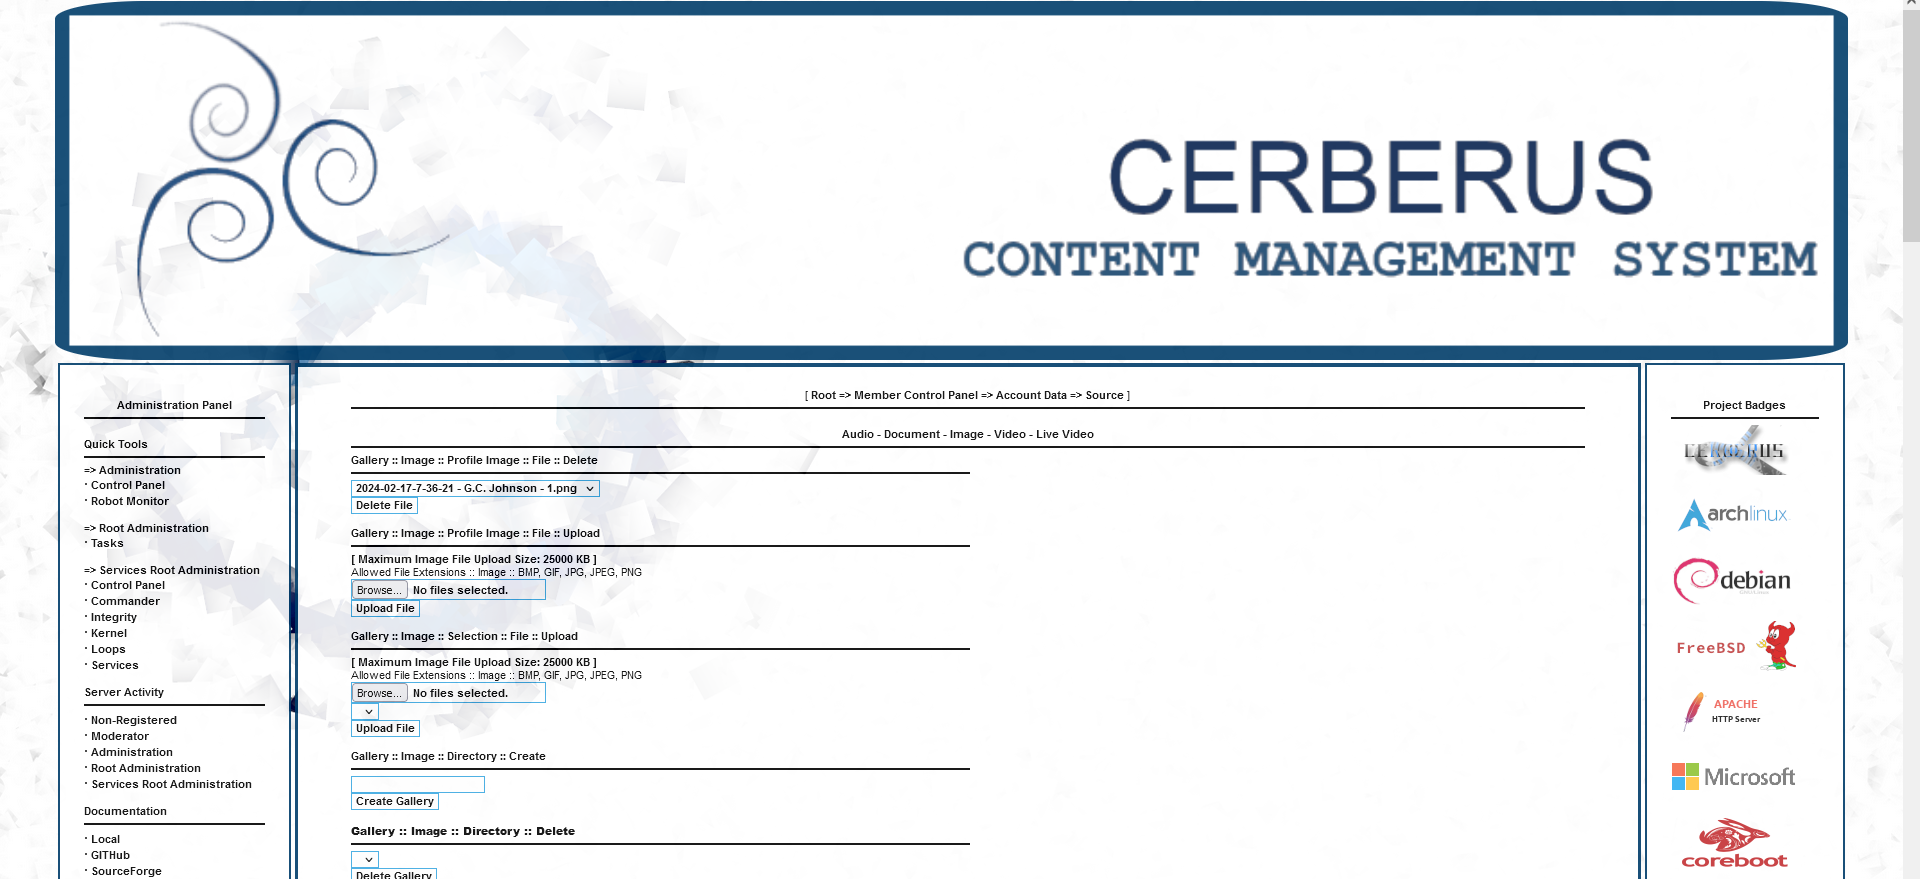 CERBERUS
CONTENT MANAGEMENT SYSTEM
Administration Panel
Quick Tools
=> Administration
· Control Panel
· Robot Monitor
=> Root Administration
· Tasks
=> Services Root Administration
· Control Panel
· Commander
· Integrity
· Kernel
· Loops
· Services
Server Activity
· Non-Registered
· Moderator
· Administration
· Root Administration
· Services Root Administration
Documentation
· Local
· GITHub
· SourceForge
[ Root => Member Control Panel => Account Data => Source ]
Audio - Document - Image - Video - Live Video
Gallery :: Image :: Profile Image :: File :: Delete
2024-02-17-7-36-21 - G.C. Johnson - 1.png
Delete File
Gallery :: Image :: Profile Image :: File :: Upload
[ Maximum Image File Upload Size: 25000 KB ]
Allowed File Extensions :: Image :: BMP, GIF, JPG, JPEG, PNG
Browse... No files selected.
Upload File
Gallery :: Image :: Selection :: File :: Upload
[ Maximum Image File Upload Size: 25000 KB ]
Allowed File Extensions :: Image :: BMP, GIF, JPG, JPEG, PNG
Browse... No files selected.
Upload File
Gallery :: Image :: Directory :: Create
Create Gallery
Gallery :: Image :: Directory :: Delete
Delete Gallery
Project Badges
CERBERUS
archlinux
debian
FreeBSD
APACHE
HTTP Server
Microsoft
coreboot